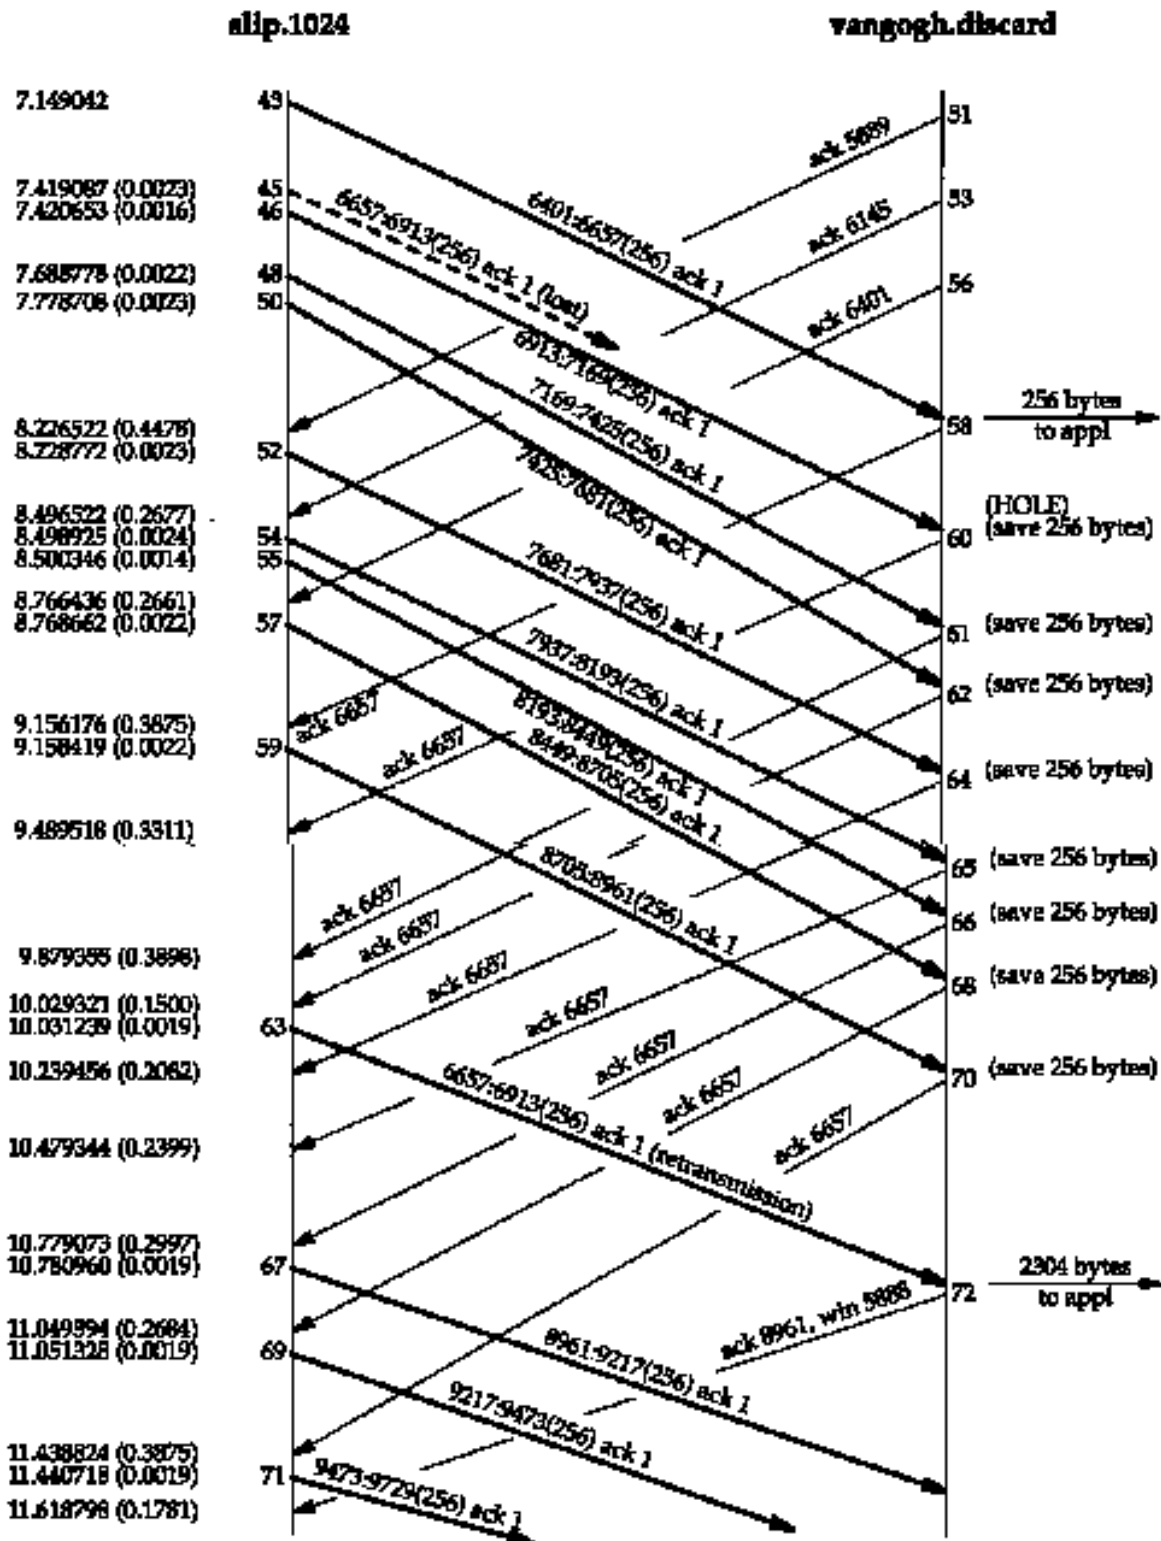 slip.1024
vangogh.discard
7.149042
43
51
ack 5889
7.419087 (0.0023)
45
7.420653 (0.0016)
46
53
6657:6913(256) ack 1 (lost)
6401:6657(256) ack 1
ack 6145
7.688778 (0.0022)
48
7.778708 (0.0023)
50
56
ack 6401
6913:7169(256) ack 1
7169:7425(256) ack 1
7425:7681(256) ack 1
256 bytes
to appl
58
8.226522 (0.4478)
8.228772 (0.0023)
52
8.496522 (0.2677)
8.498925 (0.0024)
54
8.500346 (0.0014)
55
(HOLE)
(save 256 bytes)
60
7681:7937(256) ack 1
8.766436 (0.2661)
8.768662 (0.0022)
57
61
(save 256 bytes)
7937:8193(256) ack 1
62
(save 256 bytes)
8193:8449(256) ack 1
8449:8705(256) ack 1
9.156176 (0.3875)
ack 6657
9.158419 (0.0022)
59
ack 6657
64
(save 256 bytes)
9.489518 (0.3311)
8705:8961(256) ack 1
65
(save 256 bytes)
ack 6657
66
(save 256 bytes)
9.879355 (0.3898)
ack 6657
ack 6657
68
(save 256 bytes)
10.029321 (0.1500)
10.031239 (0.0019)
63
ack 6657
10.239456 (0.2082)
ack 6657
70
(save 256 bytes)
6657:6913(256) ack 1 (retransmission)
ack 6657
ack 6657
10.479344 (0.2399)
10.779073 (0.2997)
10.780960 (0.0019)
67
2304 bytes
to appl
72
ack 8961, win 5888
11.049394 (0.2684)
11.051328 (0.0019)
69
8961:9217(256) ack 1
9217:9473(256) ack 1
11.438824 (0.3875)
11.440718 (0.0019)
71
9473:9729(256) ack 1
11.618798 (0.1781)